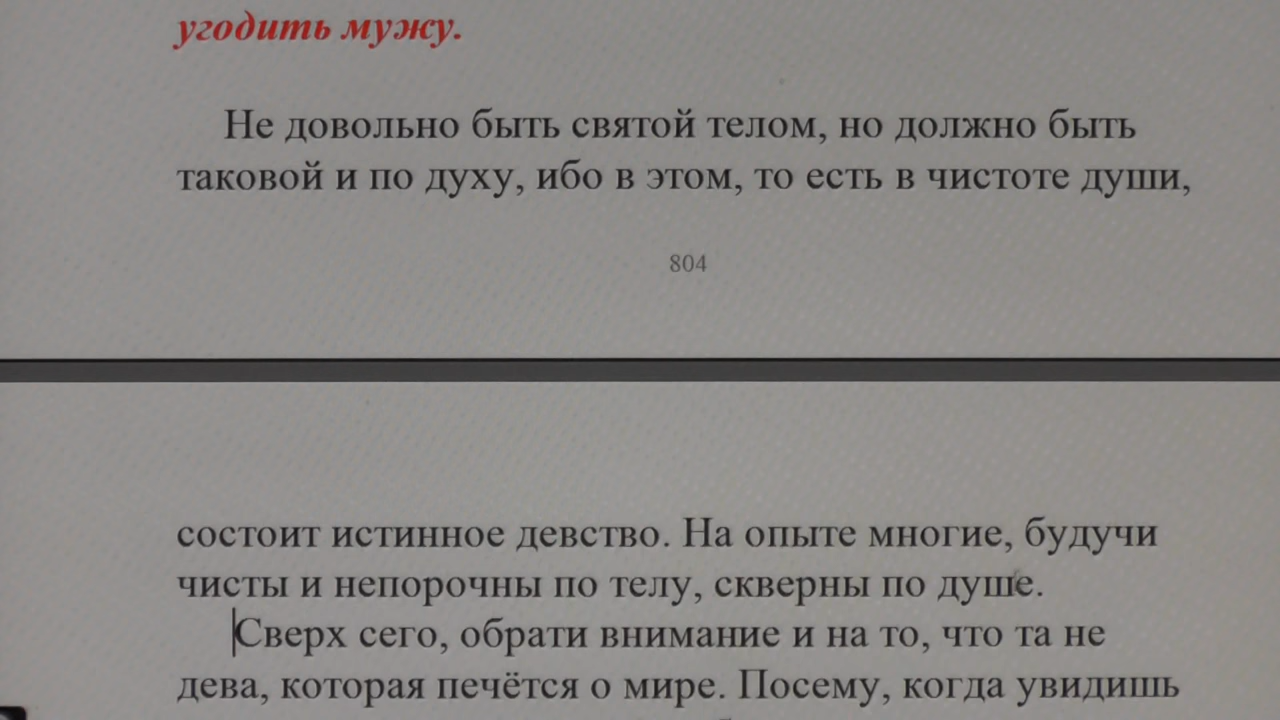 угодить мужу.
Не довольно быть святой телом, но должно быть
таковой и по духу, ибо в этом, то есть в чистоте души,
804
состоит истинное девство. На опыте многие, будучи
чисты и непорочны по телу, скверны по душе.
Сверх сего, обрати внимание и на то, что та не
дева, которая печётся о мире. Посему, когда увидишь